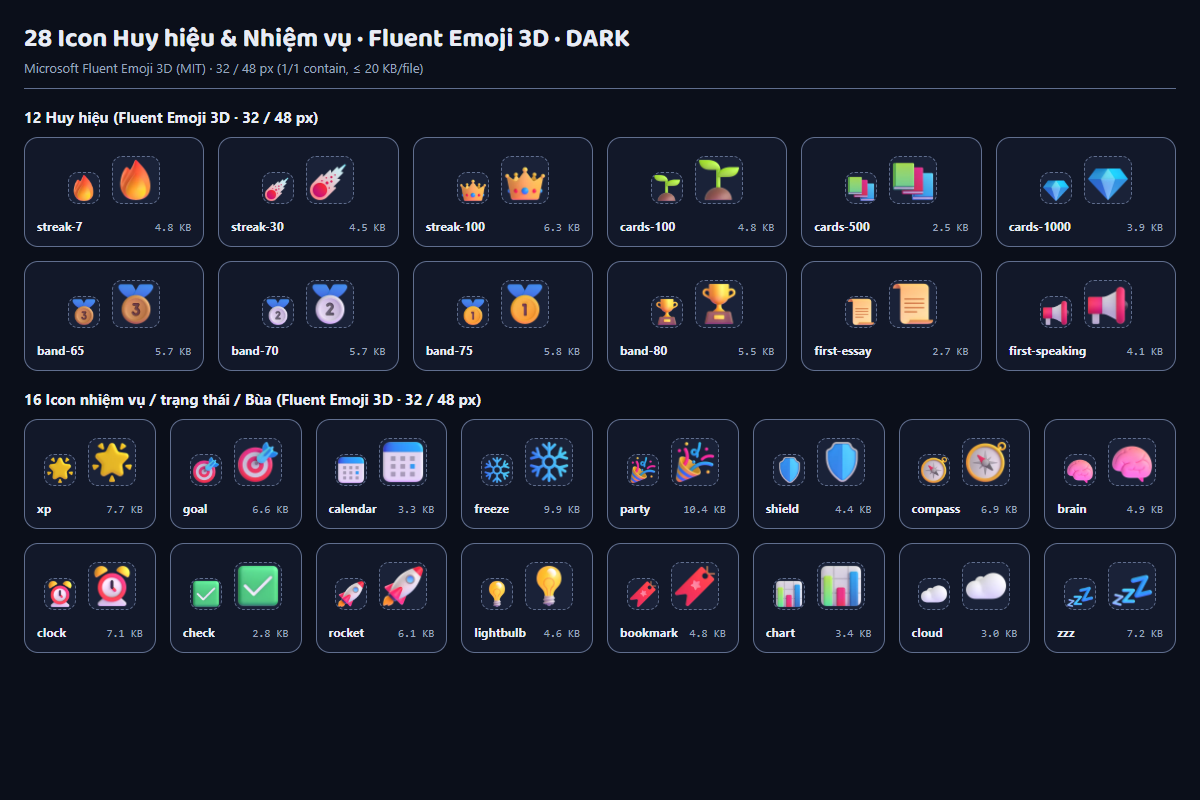 28 Icon Huy hiệu & Nhiệm vụ · Fluent Emoji 3D · DARK
Microsoft Fluent Emoji 3D (MIT) · 32 / 48 px (1/1 contain, ≤ 20 KB/file)
12 Huy hiệu (Fluent Emoji 3D · 32 / 48 px)
streak-7 4.8 KB
streak-30 4.5 KB
streak-100 6.3 KB
cards-100 4.8 KB
cards-500 2.5 KB
cards-1000 3.9 KB
3 3
band-65 5.7 KB
2 2
band-70 5.7 KB
1 1
band-75 5.8 KB
band-80 5.5 KB
first-essay 2.7 KB
first-speaking 4.1 KB
16 Icon nhiệm vụ / trạng thái / Bùa (Fluent Emoji 3D · 32 / 48 px)
xp 7.7 KB
goal 6.6 KB
calendar 3.3 KB
freeze 9.9 KB
party 10.4 KB
shield 4.4 KB
compass 6.9 KB
brain 4.9 KB
clock 7.1 KB
check 2.8 KB
rocket 6.1 KB
lightbulb 4.6 KB
bookmark 4.8 KB
chart 3.4 KB
cloud 3.0 KB
zzz zzz
zzz 7.2 KB